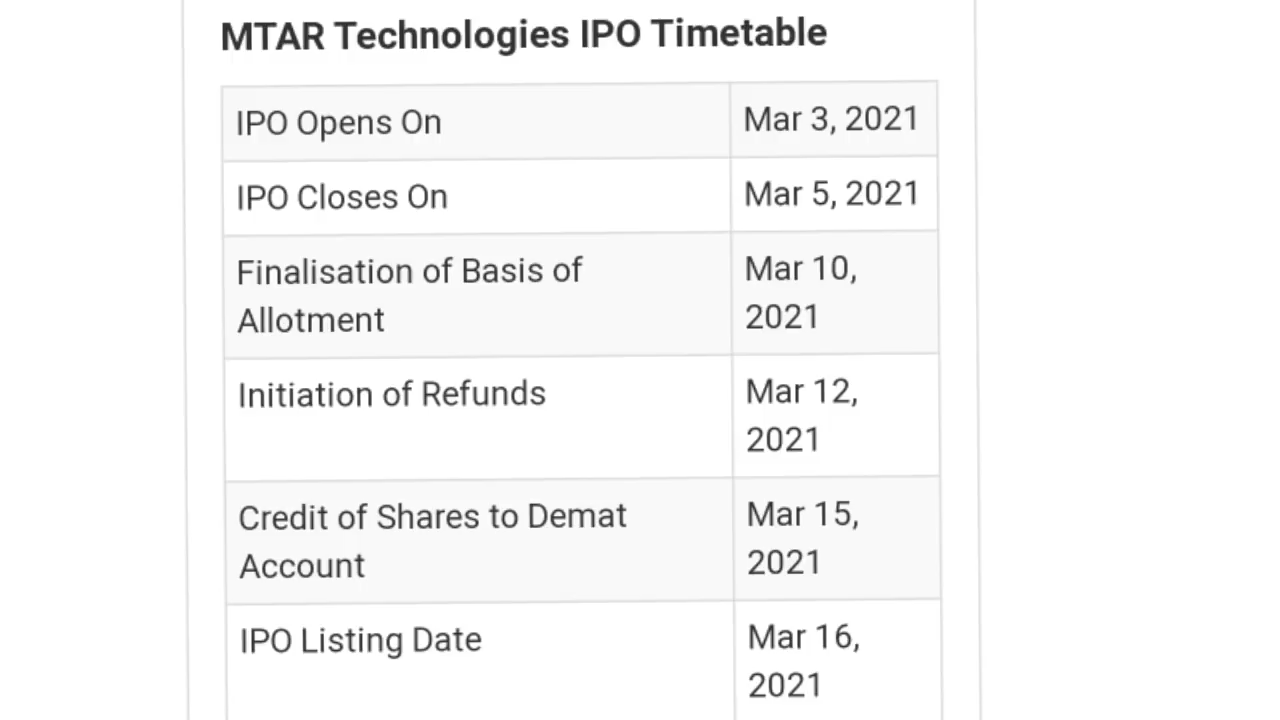 MTAR Technologies IPO Timetable
IPO Opens On Mar 3, 2021
IPO Closes On Mar 5, 2021
Finalisation of Basis of Mar 10,
Allotment 2021
Initiation of Refunds Mar 12,
2021
Credit of Shares to Demat Mar 15,
Account 2021
IPO Listing Date Mar 16,
2021